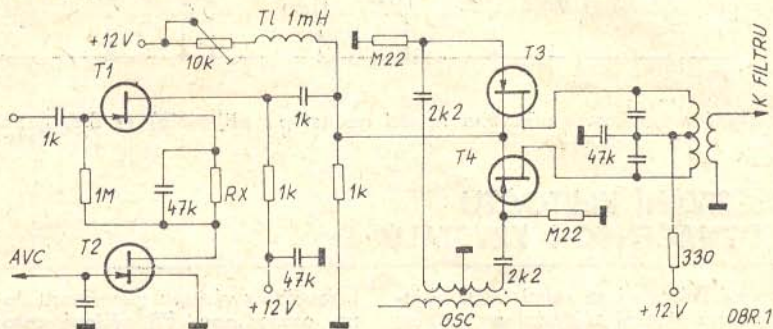 Tl 1mH
+12V
10k
T1
1k
1k
1M
47k
RX
1k
1k
T2
AVC
47k
+12V
M22
T3
2k2
T4
47k
M22
2k2
OSC
330
+12V
K FILTRU
OBR.1